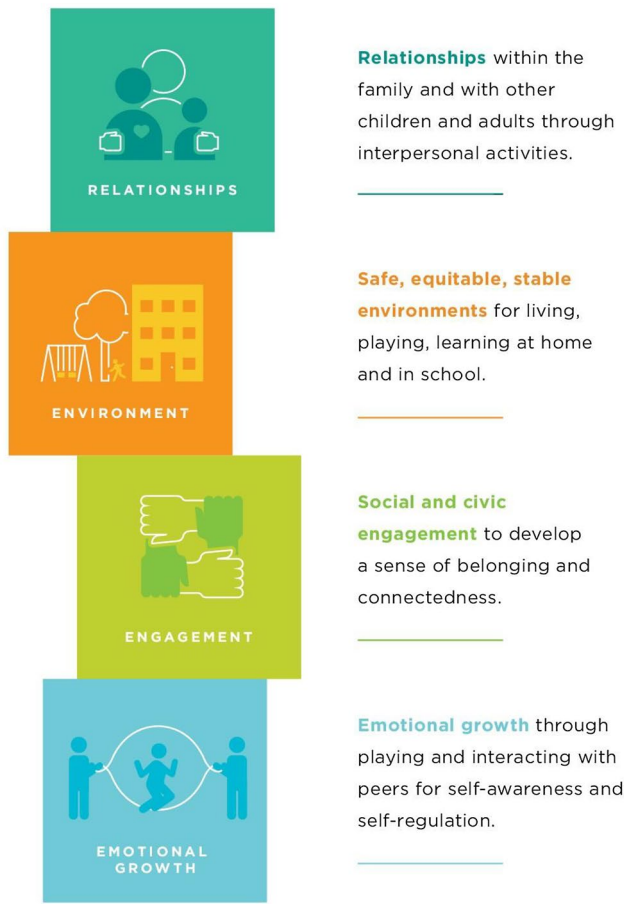 RELATIONSHIPS
Relationships within the
family and with other
children and adults through
interpersonal activities.
ENVIRONMENT
Safe, equitable, stable
environments for living,
playing, learning at home
and in school.
ENGAGEMENT
Social and civic
engagement to develop
a sense of belonging and
connectedness.
EMOTIONAL
GROWTH
Emotional growth through
playing and interacting with
peers for self-awareness and
self-regulation.